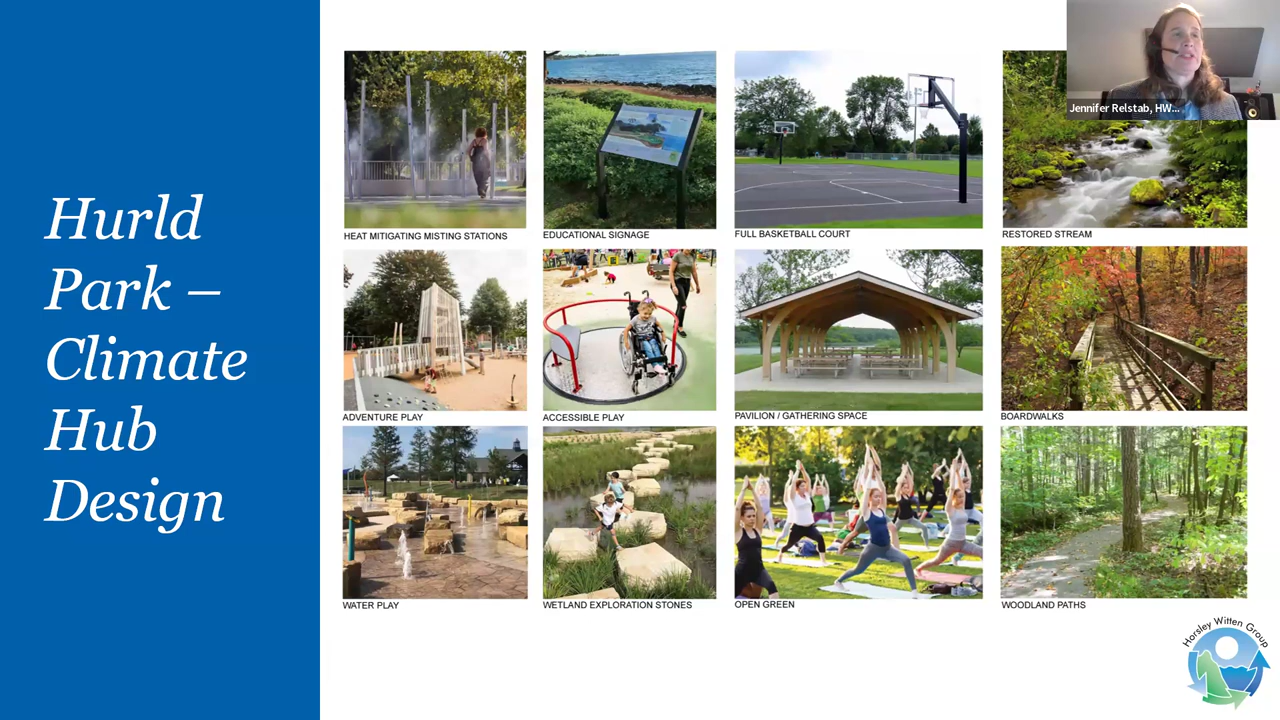 Hurld
Park –
Climate
Hub
Design
Jennifer Relstab, HW...
HEAT MITIGATING MISTING STATIONS
EDUCATIONAL SIGNAGE
FULL BASKETBALL COURT
RESTORED STREAM
ADVENTURE PLAY
ACCESSIBLE PLAY
PAVILION / GATHERING SPACE
BOARDWALKS
WATER PLAY
WETLAND EXPLORATION STONES
OPEN GREEN
WOODLAND PATHS
Horsley Witten Group